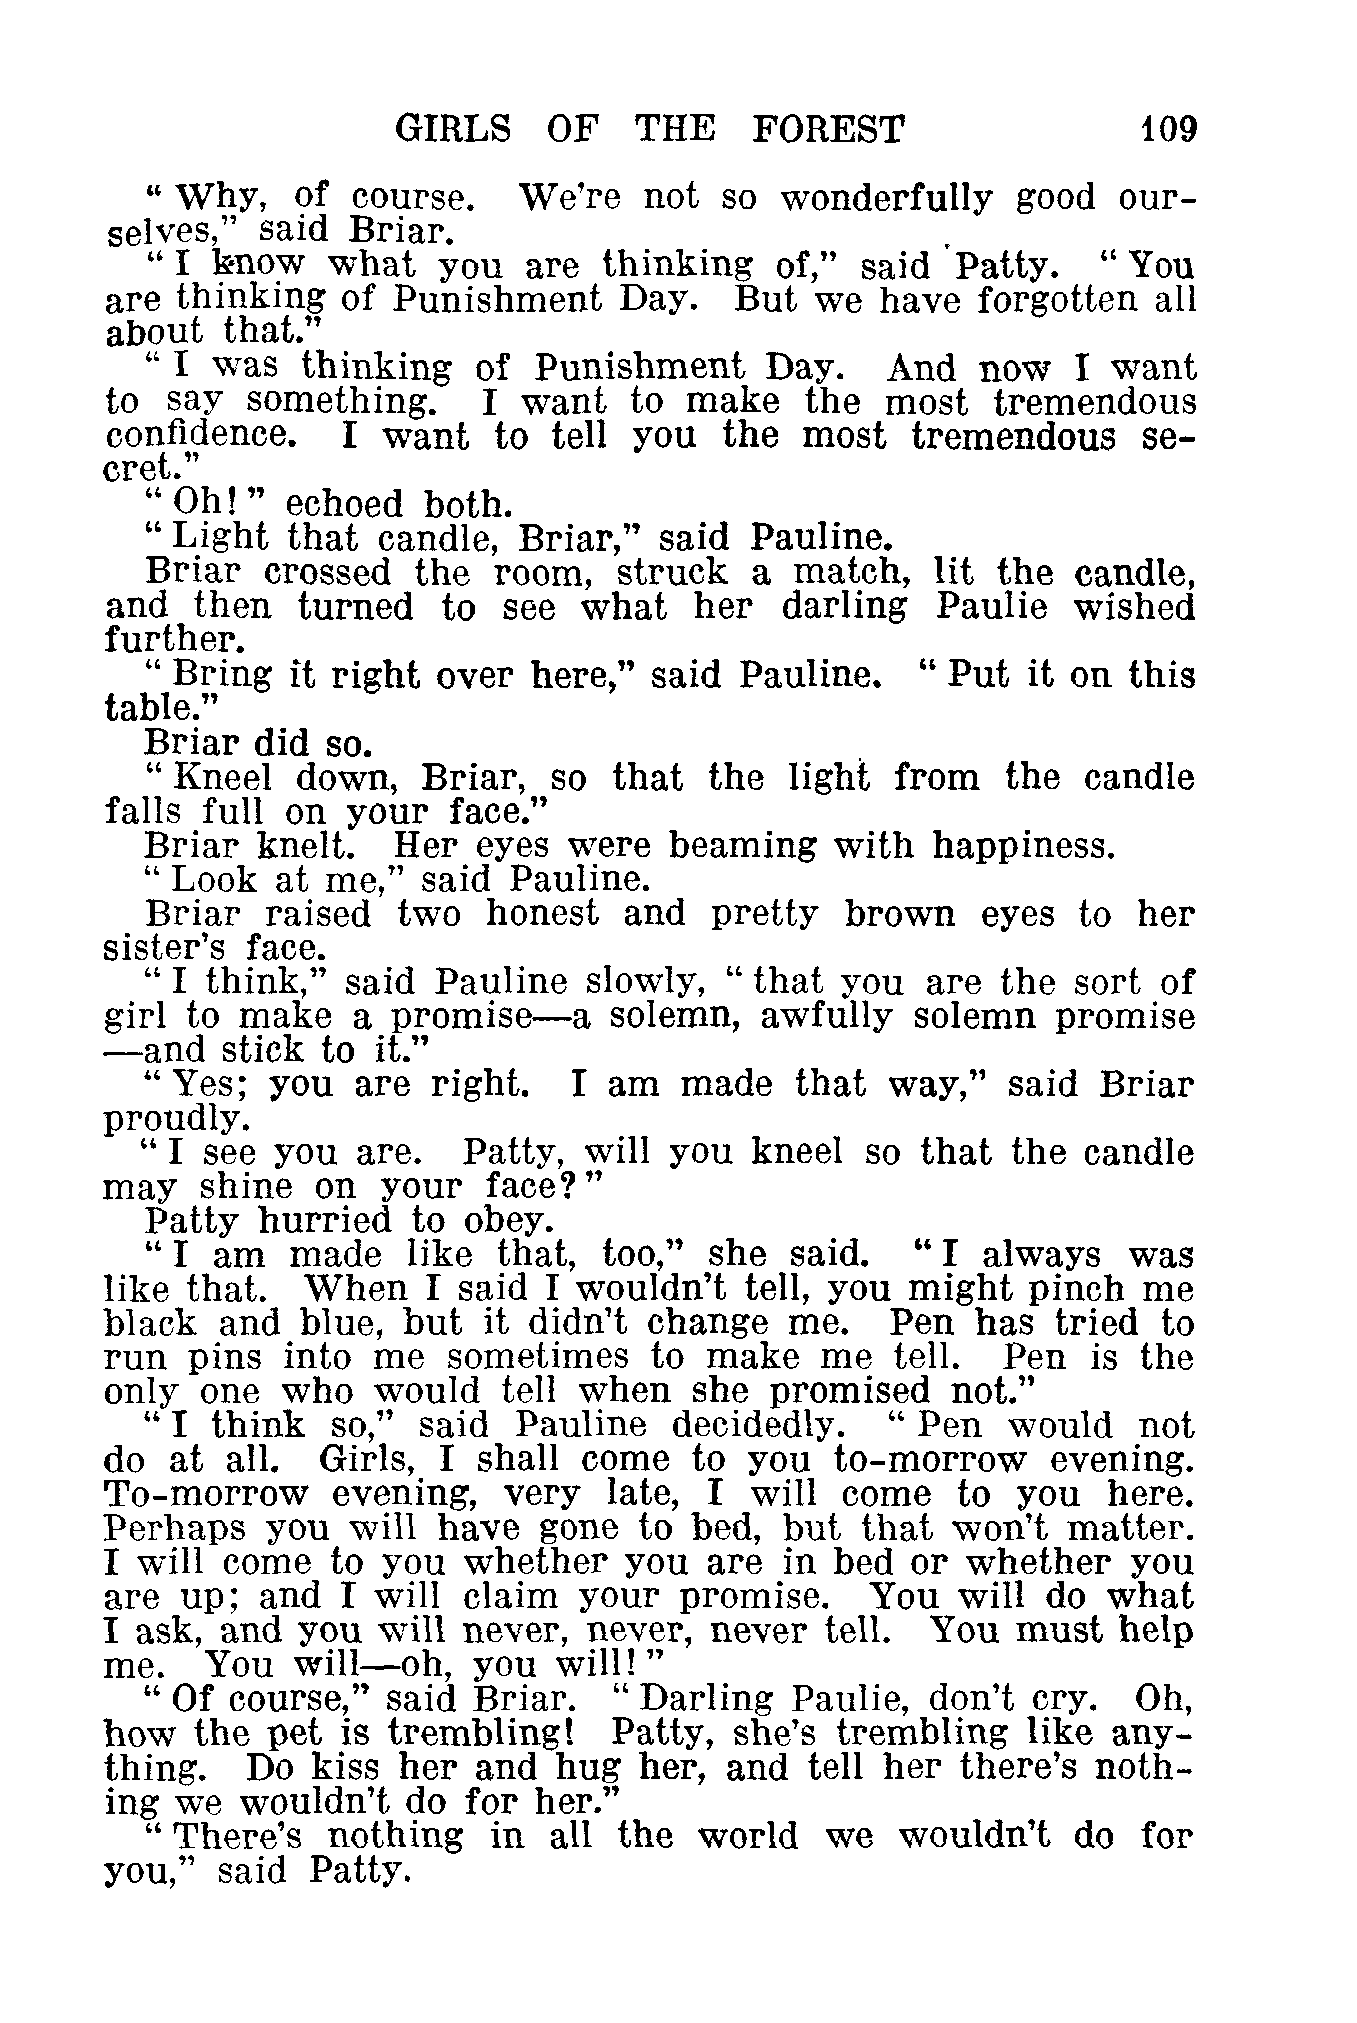 GIRLS OF THE FOREST 109
“ Why, of course. We’re not so wonderfully good our-
selves,” said Briar.
“ I know what you are thinking of,” said Patty. “ You
are thinking of Punishment Day. But we have forgotten all
about that.”
“ I was thinking of Punishment Day. And now I want
to say something. I want to make the most tremendous
confidence. I want to tell you the most tremendous se-
cret.”
“ Oh! ” echoed both.
“ Light that candle, Briar,” said Pauline.
Briar crossed the room, struck a match, lit the candle,
and then turned to see what her darling Paulie wished
further.
“ Bring it right over here,” said Pauline. “ Put it on this
table.”
Briar did so.
“ Kneel down, Briar, so that the light from the candle
falls full on your face.”
Briar knelt. Her eyes were beaming with happiness.
“ Look at me,” said Pauline.
Briar raised two honest and pretty brown eyes to her
sister’s face.
“ I think,” said Pauline slowly, “ that you are the sort of
girl to make a promise—a solemn, awfully solemn promise
—and stick to it.”
“ Yes; you are right. I am made that way,” said Briar
proudly.
“ I see you are. Patty, will you kneel so that the candle
may shine on your face? ”
Patty hurried to obey.
“ I am made like that, too,” she said. “ I always was
like that. When I said I wouldn’t tell, you might pinch me
black and blue, but it didn’t change me. Pen has tried to
run pins into me sometimes to make me tell. Pen is the
only one who would tell when she promised not.”
“ I think so,” said Pauline decidedly. “ Pen would not
do at all. Girls, I shall come to you to-morrow evening.
To-morrow evening, very late, I will come to you here.
Perhaps you will have gone to bed, but that won’t matter.
I will come to you whether you are in bed or whether you
are up; and I will claim your promise. You will do what
I ask, and you will never, never, never tell. You must help
me. You will—oh, you will! ”
“ Of course,” said Briar. “ Darling Paulie, don’t cry. Oh,
how the pet is trembling! Patty, she’s trembling like any-
thing. Do kiss her and hug her, and tell her there’s noth-
ing we wouldn’t do for her.”
“ There’s nothing in all the world we wouldn’t do for
you,” said Patty.